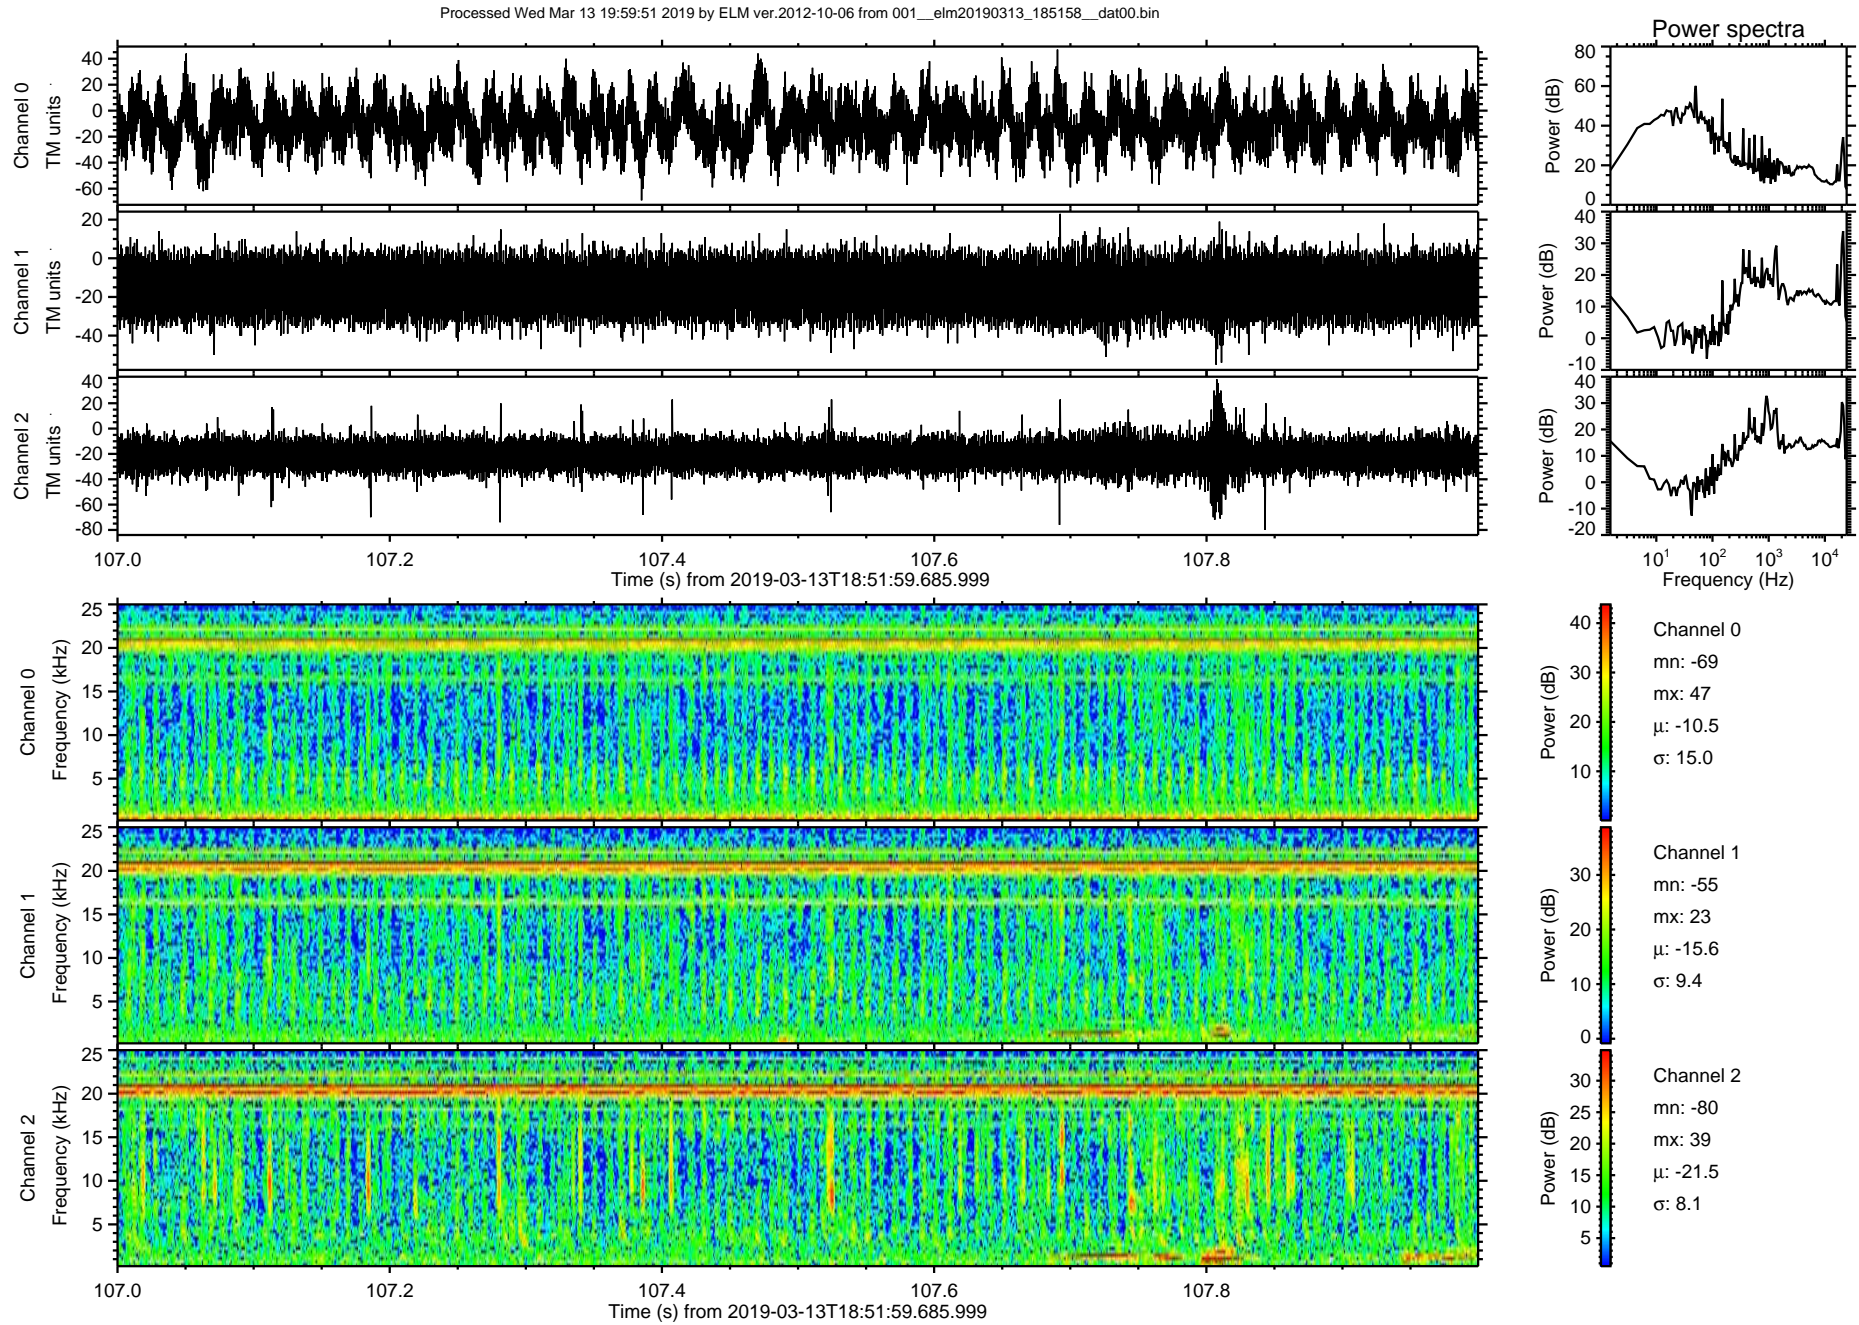 Processed Wed Mar 13 19:59:51 2019 by ELM ver.2012-10-06 from 001__elm20190313_185158__dat00.bin
Power spectra
Channel 0
TM units
40
20
0
-20
-40
-60
Power (dB)
80
60
40
20
0
Channel 1
TM units
20
0
-20
-40
Power (dB)
40
30
20
10
0
-10
Channel 2
TM units
40
20
0
-20
-40
-60
-80
Power (dB)
40
30
20
10
0
-10
-20
107.0 107.2 107.4 107.6 107.8
Time (s) from 2019-03-13T18:51:59.685.999
10^1 10^2 10^3 10^4
Frequency (Hz)
Channel 0
Frequency (kHz)
25
20
15
10
5
Power (dB)
40
30
20
10
Channel 0
mn: -69
mx: 47
μ: -10.5
σ: 15.0
Channel 1
Frequency (kHz)
25
20
15
10
5
Power (dB)
30
20
10
0
Channel 1
mn: -55
mx: 23
μ: -15.6
σ: 9.4
Channel 2
Frequency (kHz)
25
20
15
10
5
Power (dB)
30
25
20
15
10
5
Channel 2
mn: -80
mx: 39
μ: -21.5
σ: 8.1
107.0 107.2 107.4 107.6 107.8
Time (s) from 2019-03-13T18:51:59.685.999